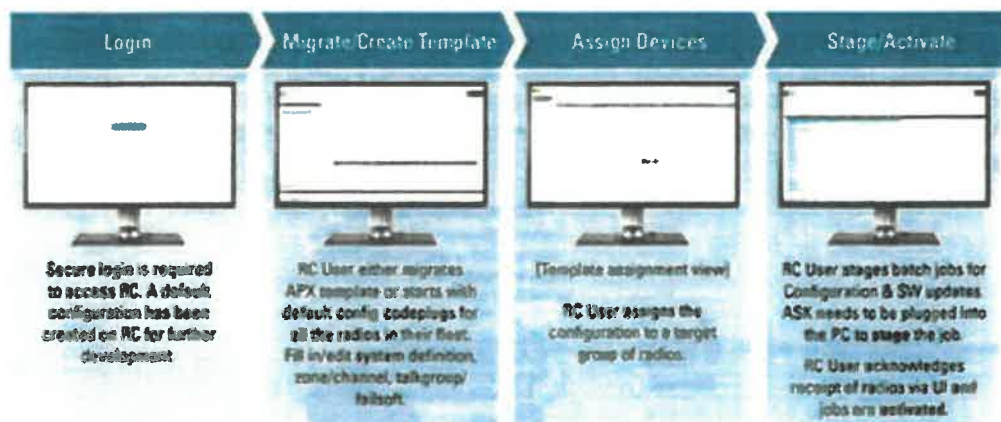 Login
Migrate/Create Template
Assign Devices
Stage/Activate
Secure login is required
to access RC. A default
configuration has been
created on RC for further
development
RC User either migrates
APX template or starts with
default config codeplugs for
all the radios in their fleet.
Fill in/edit system definition,
zone/channel, talkgroup/
failsoft.
(Template assignment view)
RC User assigns the
configuration to a target
group of radios.
RC User stages batch jobs for
Configuration & SW updates
ASK needs to be plugged into
the PC to stage the job.
RC User acknowledges
receipt of radios via UI and
jobs are activated.